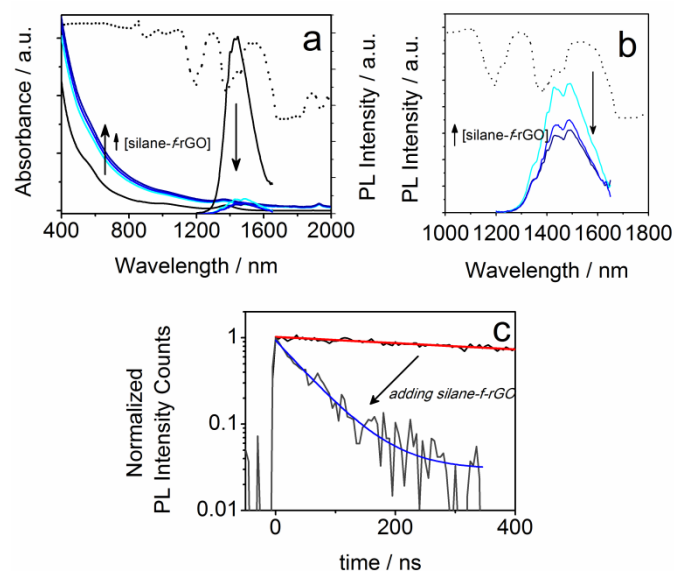 a
Absorbance / a.u.
PL Intensity / a.u.
[silane-f-rGO]
400 800 1200 1600 2000
Wavelength / nm
b
PL Intensity / a.u.
[silane-f-rGO]
1000 1200 1400 1600 1800
Wavelength / nm
c
Normalized
PL Intensity Counts
1
0.1
0.01
adding silane-f-rGO
0 200 400
time / ns